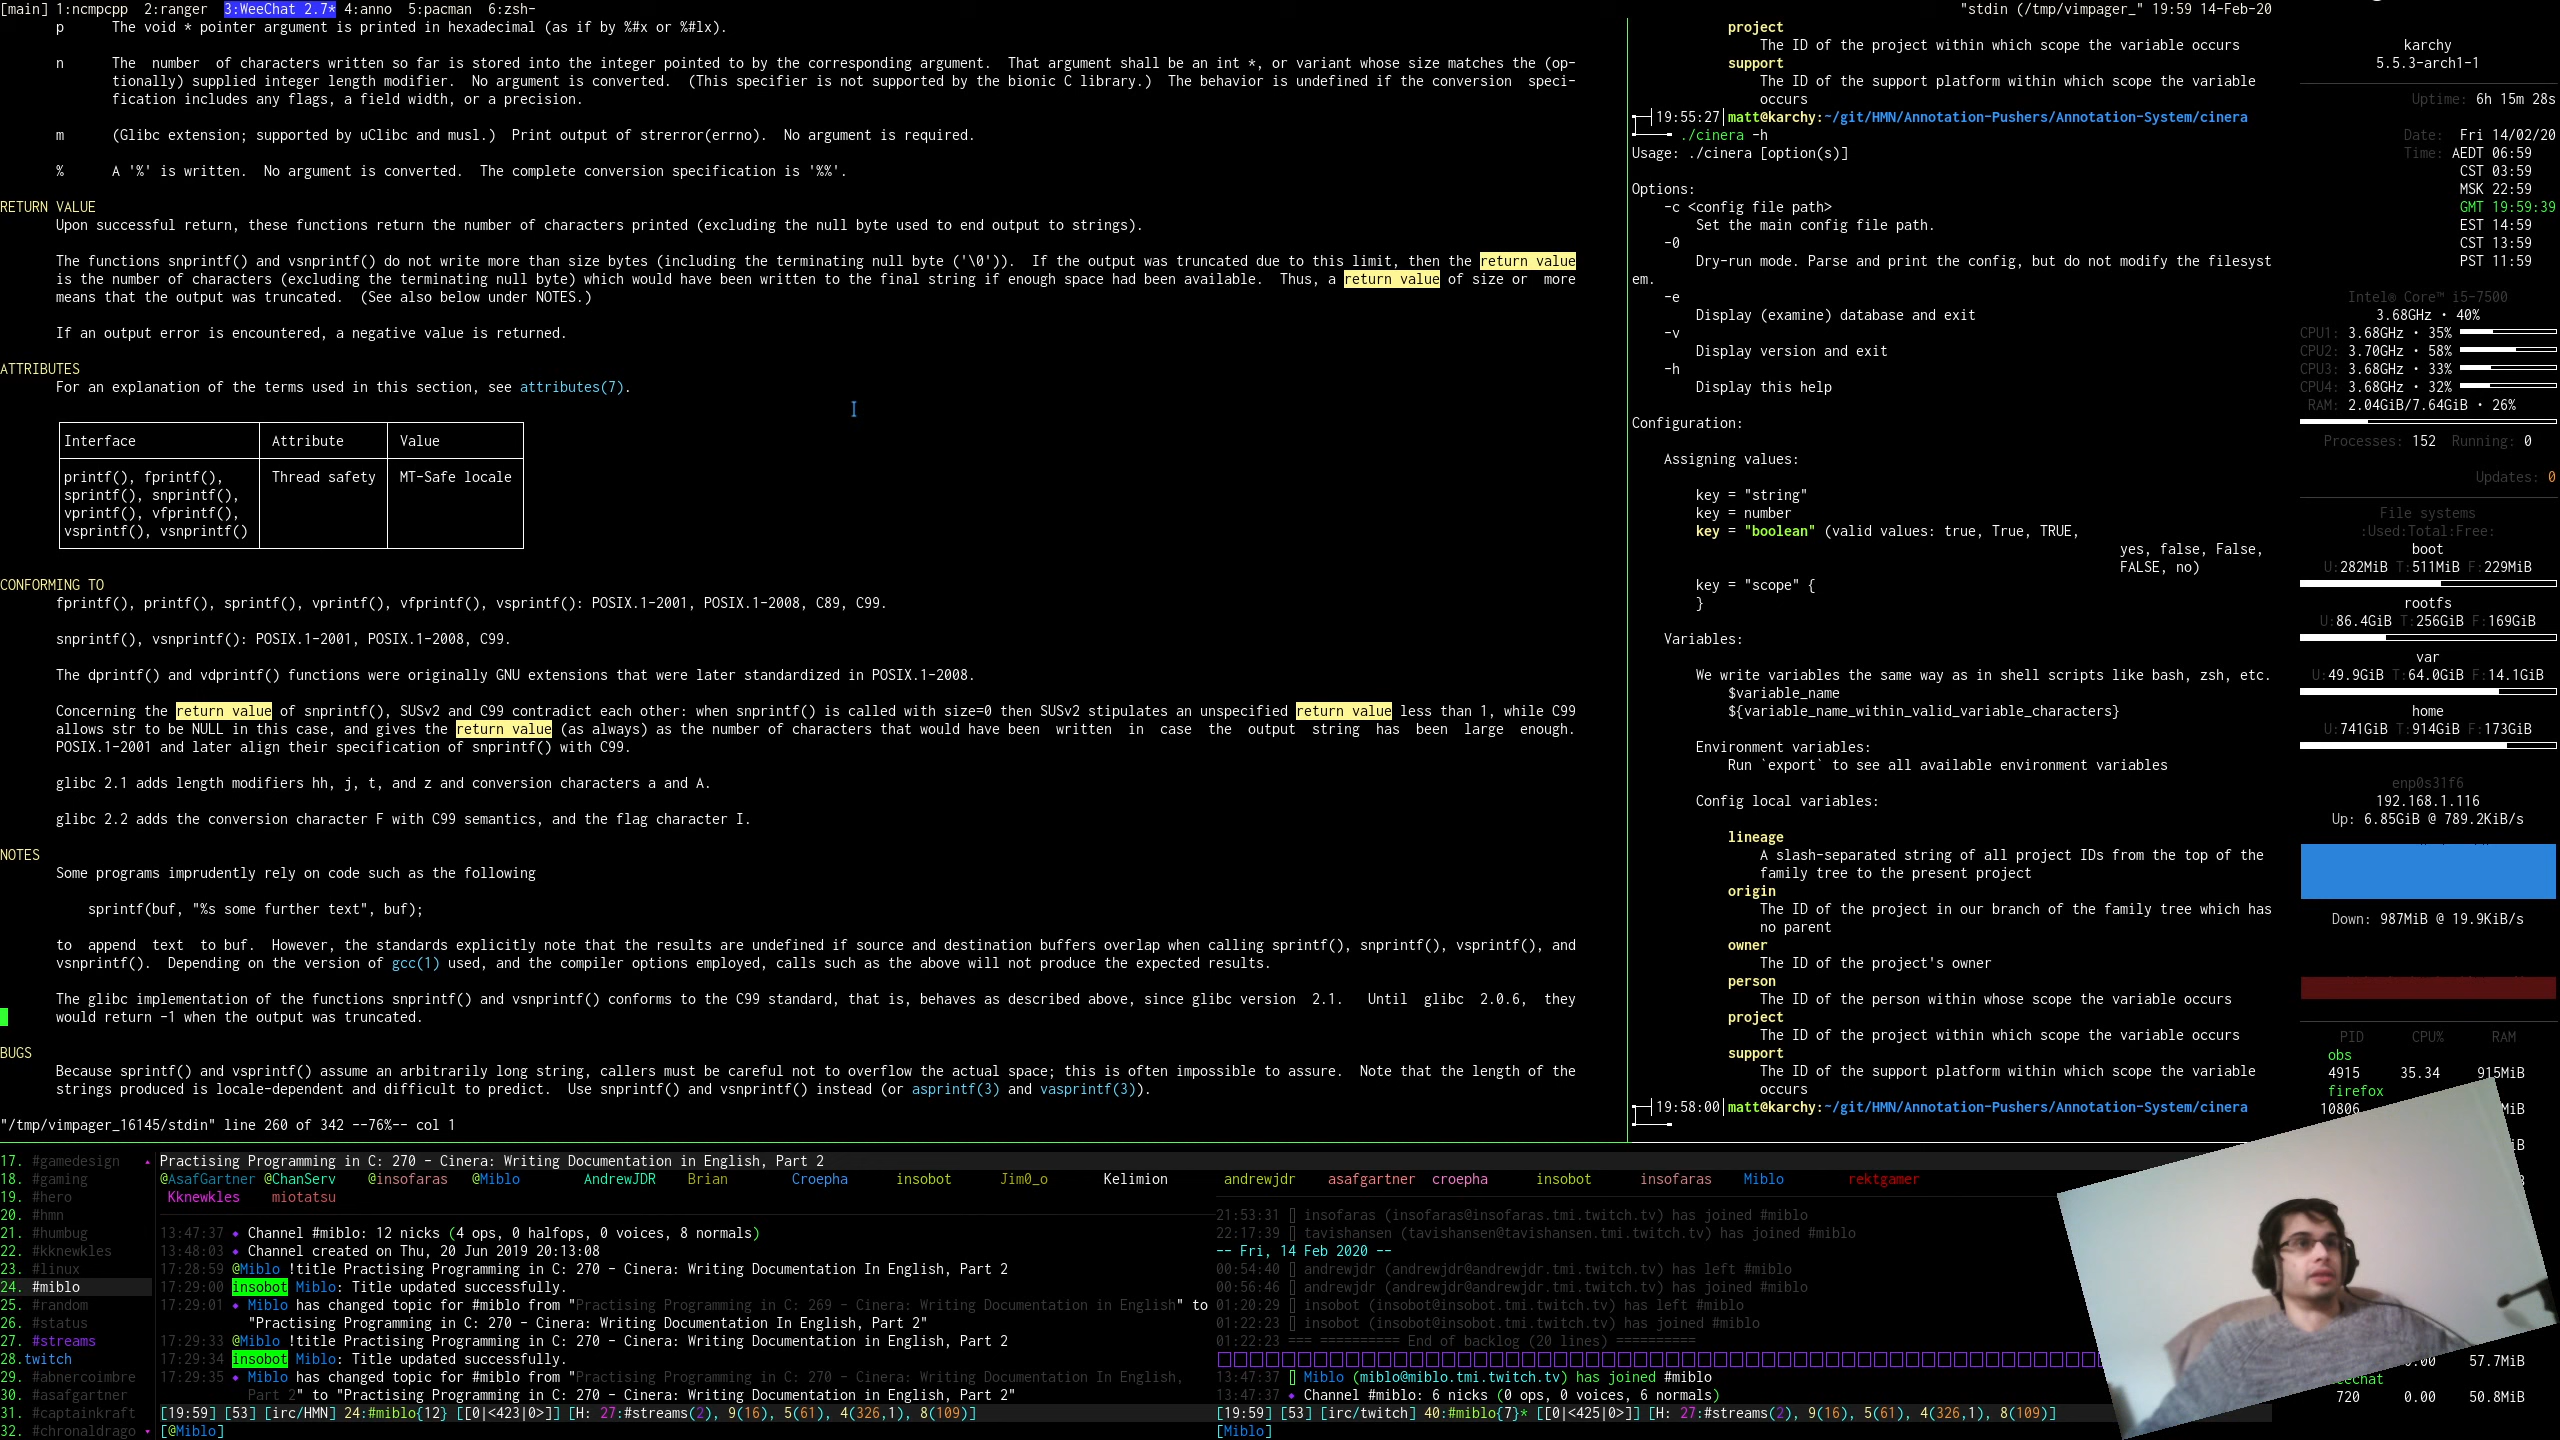 [main] 1:ncmpcpp  2:ranger  3:WeeChat 2.7* 4:anno  5:pacman  6:zsh-
"stdin (/tmp/vimpager_" 19:59 14-Feb-20
p      The void * pointer argument is printed in hexadecimal (as if by %#x or %#lx).
n      The  number  of characters written so far is stored into the integer pointed to by the corresponding argument.  That argument shall be an int *, or variant whose size matches the (op-
tionally) supplied integer length modifier.  No argument is converted.  (This specifier is not supported by the bionic C library.)  The behavior is undefined if the conversion  speci-
fication includes any flags, a field width, or a precision.
m      (Glibc extension; supported by uClibc and musl.)  Print output of strerror(errno).  No argument is required.
%      A '%' is written.  No argument is converted.  The complete conversion specification is '%%'.
RETURN VALUE
Upon successful return, these functions return the number of characters printed (excluding the null byte used to end output to strings).
The functions snprintf() and vsnprintf() do not write more than size bytes (including the terminating null byte ('\0')).  If the output was truncated due to this limit, then the return value
is the number of characters (excluding the terminating null byte) which would have been written to the final string if enough space had been available.  Thus, a return value of size or  more
means that the output was truncated.  (See also below under NOTES.)
If an output error is encountered, a negative value is returned.
ATTRIBUTES
For an explanation of the terms used in this section, see attributes(7).
Interface  Attribute  Value
printf(), fprintf(),  Thread safety  MT-Safe locale
sprintf(), snprintf(),
vprintf(), vfprintf(),
vsprintf(), vsnprintf()
CONFORMING TO
fprintf(), printf(), sprintf(), vprintf(), vfprintf(), vsprintf(): POSIX.1-2001, POSIX.1-2008, C89, C99.
snprintf(), vsnprintf(): POSIX.1-2001, POSIX.1-2008, C99.
The dprintf() and vdprintf() functions were originally GNU extensions that were later standardized in POSIX.1-2008.
Concerning the return value of snprintf(), SUSv2 and C99 contradict each other: when snprintf() is called with size=0 then SUSv2 stipulates an unspecified return value less than 1, while C99
allows str to be NULL in this case, and gives the return value (as always) as the number of characters that would have been  written  in  case  the  output  string  has  been  large  enough.
POSIX.1-2001 and later align their specification of snprintf() with C99.
glibc 2.1 adds length modifiers hh, j, t, and z and conversion characters a and A.
glibc 2.2 adds the conversion character F with C99 semantics, and the flag character I.
NOTES
Some programs imprudently rely on code such as the following
sprintf(buf, "%s some further text", buf);
to  append  text  to buf.  However, the standards explicitly note that the results are undefined if source and destination buffers overlap when calling sprintf(), snprintf(), vsprintf(), and
vsnprintf().  Depending on the version of gcc(1) used, and the compiler options employed, calls such as the above will not produce the expected results.
The glibc implementation of the functions snprintf() and vsnprintf() conforms to the C99 standard, that is, behaves as described above, since glibc version  2.1.   Until  glibc  2.0.6,  they
would return -1 when the output was truncated.
BUGS
Because sprintf() and vsprintf() assume an arbitrarily long string, callers must be careful not to overflow the actual space; this is often impossible to assure.  Note that the length of the
strings produced is locale-dependent and difficult to predict.  Use snprintf() and vsnprintf() instead (or asprintf(3) and vasprintf(3)).
"/tmp/vimpager_16145/stdin" line 260 of 342 --76%-- col 1
project
The ID of the project within which scope the variable occurs
support
The ID of the support platform within which scope the variable
occurs
19:55:27|matt@karchy:~/git/HMN/Annotation-Pushers/Annotation-System/cinera
./cinera -h
Usage: ./cinera [option(s)]
Options:
-c <config file path>
Set the main config file path.
-0
Dry-run mode. Parse and print the config, but do not modify the filesyst
em.
-e
Display (examine) database and exit
-v
Display version and exit
-h
Display this help
Configuration:
Assigning values:
key = "string"
key = number
key = "boolean" (valid values: true, True, TRUE,
yes, false, False,
FALSE, no)
key = "scope" {
}
Variables:
We write variables the same way as in shell scripts like bash, zsh, etc.
$variable_name
${variable_name_within_valid_variable_characters}
Environment variables:
Run `export` to see all available environment variables
Config local variables:
lineage
A slash-separated string of all project IDs from the top of the
family tree to the present project
origin
The ID of the project in our branch of the family tree which has
no parent
owner
The ID of the project's owner
person
The ID of the person within whose scope the variable occurs
project
The ID of the project within which scope the variable occurs
support
The ID of the support platform within which scope the variable
occurs
19:58:00|matt@karchy:~/git/HMN/Annotation-Pushers/Annotation-System/cinera
karchy
5.5.3-arch1-1
Uptime: 6h 15m 28s
Date:  Fri 14/02/20
Time: AEDT 06:59
CST 03:59
MSK 22:59
GMT 19:59:39
EST 14:59
CST 13:59
PST 11:59
Intel® Core™ i5-7500
3.68GHz · 40%
CPU1: 3.68GHz · 35%
CPU2: 3.70GHz · 58%
CPU3: 3.68GHz · 33%
CPU4: 3.68GHz · 32%
RAM: 2.04GiB/7.64GiB · 26%
Processes: 152  Running: 0
Updates: 0
File systems
:Used:Total:Free:
boot
U:282MiB T:511MiB F:229MiB
rootfs
U:86.4GiB T:256GiB F:169GiB
var
U:49.9GiB T:64.0GiB F:14.1GiB
home
U:741GiB T:914GiB F:173GiB
enp0s31f6
192.168.1.116
Up: 6.85GiB @ 789.2KiB/s
Down: 987MiB @ 19.9KiB/s
PID  CPU%  RAM
obs
4915  35.34  915MiB
firefox
10806
57.7MiB
720  0.00  50.8MiB
17. #gamedesign
18. #gaming
19. #hero
20. #hmn
21. #humbug
22. #kknewkles
23. #linux
24. #miblo
25. #random
26. #status
27. #streams
28.twitch
29. #abnercoimbre
30. #asafgartner
31. #captainkraft
32. #chronaldrago
Practising Programming in C: 270 - Cinera: Writing Documentation in English, Part 2
@AsafGartner @ChanServ  @insofaras  @Miblo  AndrewJDR  Brian  Croepha  insobot  Jim0_o  Kelimion
Kknewkles  miotatsu
13:47:37 ◆ Channel #miblo: 12 nicks (4 ops, 0 halfops, 0 voices, 8 normals)
13:48:03 ◆ Channel created on Thu, 20 Jun 2019 20:13:08
17:28:59 @Miblo !title Practising Programming in C: 270 - Cinera: Writing Documentation In English, Part 2
17:29:00 insobot Miblo: Title updated successfully.
17:29:01 ◆ Miblo has changed topic for #miblo from "Practising Programming in C: 269 - Cinera: Writing Documentation in English" to
"Practising Programming in C: 270 - Cinera: Writing Documentation In English, Part 2"
17:29:33 @Miblo !title Practising Programming in C: 270 - Cinera: Writing Documentation in English, Part 2
17:29:34 insobot Miblo: Title updated successfully.
17:29:35 ◆ Miblo has changed topic for #miblo from "Practising Programming in C: 270 - Cinera: Writing Documentation In English,
Part 2" to "Practising Programming in C: 270 - Cinera: Writing Documentation in English, Part 2"
[19:59] [53] [irc/HMN] 24:#miblo{12} [[0|<423|0>]] [H: 27:#streams(2), 9(16), 5(61), 4(326,1), 8(109)]
[@Miblo]
andrewjdr  asafgartner  croepha  insobot  insofaras  Miblo  rektgamer
21:53:31 insofaras (insofaras@insofaras.tmi.twitch.tv) has joined #miblo
22:17:39 tavishansen (tavishansen@tavishansen.tmi.twitch.tv) has joined #miblo
-- Fri, 14 Feb 2020 --
00:54:40 andrewjdr (andrewjdr@andrewjdr.tmi.twitch.tv) has left #miblo
00:56:46 andrewjdr (andrewjdr@andrewjdr.tmi.twitch.tv) has joined #miblo
01:20:29 insobot (insobot@insobot.tmi.twitch.tv) has left #miblo
01:22:23 insobot (insobot@insobot.tmi.twitch.tv) has joined #miblo
01:22:23 === ========== End of backlog (20 lines) ==========
13:47:37 Miblo (miblo@miblo.tmi.twitch.tv) has joined #miblo
13:47:37 ◆ Channel #miblo: 6 nicks (0 ops, 0 voices, 6 normals)
[19:59] [53] [irc/twitch] 40:#miblo{7}* [[0|<425|0>]] [H: 27:#streams(2), 9(16), 5(61), 4(326,1), 8(109)]
[Miblo]